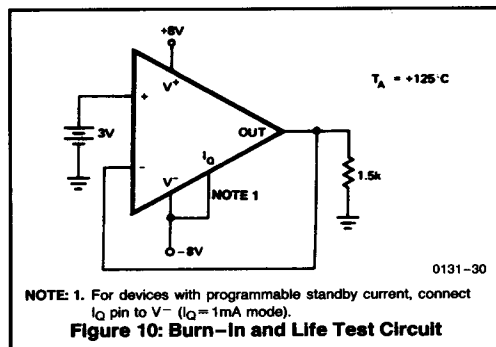 +8V
T_A = +125°C
V+
+
OUT
3V
I_Q
-
V-
NOTE 1
1.5k
-8V
0131-30
NOTE: 1. For devices with programmable standby current, connect
I_Q pin to V- (I_Q=1mA mode).
Figure 10: Burn-In and Life Test Circuit